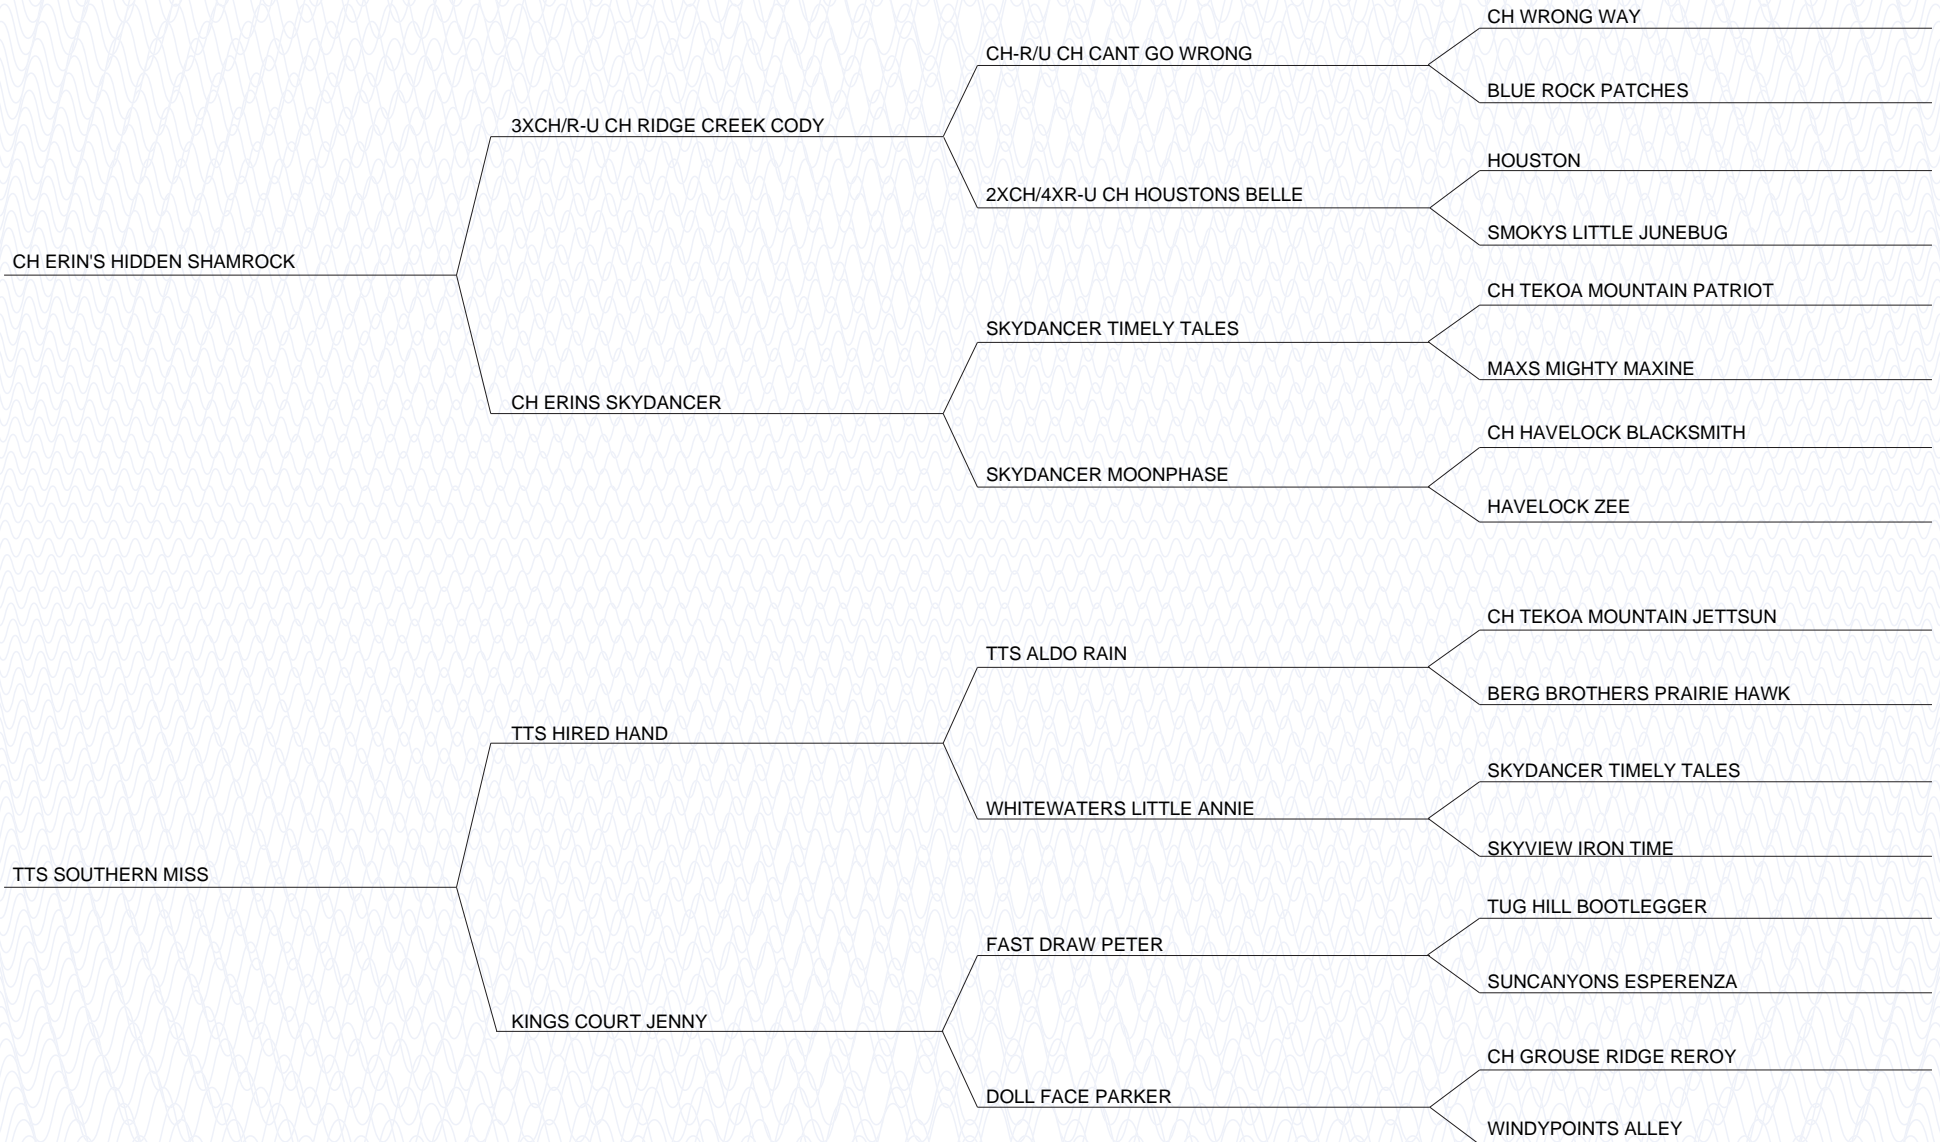 CH WRONG WAY
CH-R/U CH CANT GO WRONG
BLUE ROCK PATCHES
3XCH/R-U CH RIDGE CREEK CODY
HOUSTON
2XCH/4XR-U CH HOUSTONS BELLE
SMOKYS LITTLE JUNEBUG
CH ERIN'S HIDDEN SHAMROCK
CH TEKOA MOUNTAIN PATRIOT
SKYDANCER TIMELY TALES
MAXS MIGHTY MAXINE
CH ERINS SKYDANCER
CH HAVELOCK BLACKSMITH
SKYDANCER MOONPHASE
HAVELOCK ZEE
CH TEKOA MOUNTAIN JETTSUN
TTS ALDO RAIN
BERG BROTHERS PRAIRIE HAWK
TTS HIRED HAND
SKYDANCER TIMELY TALES
WHITEWATERS LITTLE ANNIE
SKYVIEW IRON TIME
TTS SOUTHERN MISS
TUG HILL BOOTLEGGER
FAST DRAW PETER
SUNCANYONS ESPERENZA
KINGS COURT JENNY
CH GROUSE RIDGE REROY
DOLL FACE PARKER
WINDYPOINTS ALLEY